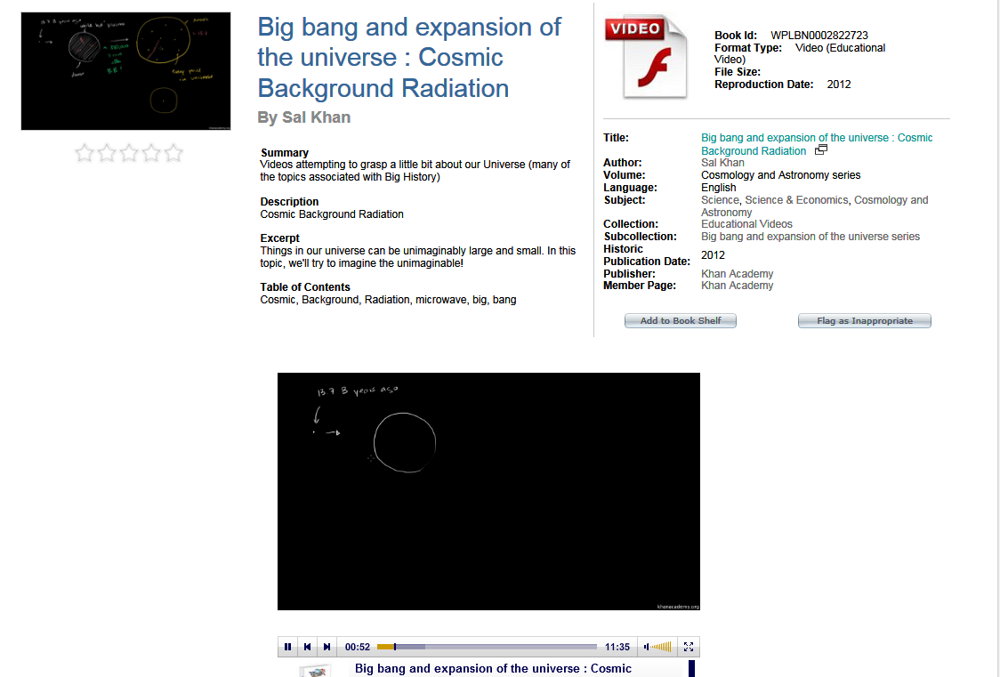 13.7 B years ago
Big bang and expansion of
the universe : Cosmic
Background Radiation
By Sal Khan
Summary
Videos attempting to grasp a little bit about our Universe (many of
the topics associated with Big History)
Description
Cosmic Background Radiation
Excerpt
Things in our universe can be unimaginably large and small. In this
topic, we'll try to imagine the unimaginable!
Table of Contents
Cosmic, Background, Radiation, microwave, big, bang
VIDEO
Book Id: WPLBN0002822723
Format Type: Video (Educational
Video)
File Size:
Reproduction Date: 2012
Title: Big bang and expansion of the universe : Cosmic
Background Radiation
Author: Sal Khan
Volume: Cosmology and Astronomy series
Language: English
Subject: Science, Science & Economics, Cosmology and
Astronomy
Collection: Educational Videos
Subcollection: Big bang and expansion of the universe series
Historic
Publication Date: 2012
Publisher: Khan Academy
Member Page: Khan Academy
Add to Book Shelf
Flag as Inappropriate
13.7 B years ago
khanacademy.org
00:52
11:35
Big bang and expansion of the universe : Cosmic